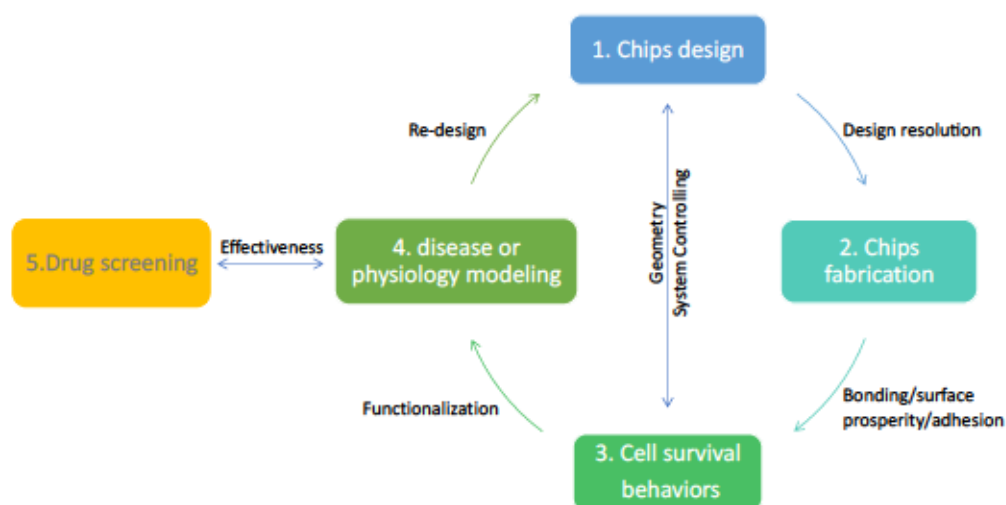 1. Chips design
Re-design
Design resolution
Geometry
System Controlling
5.Drug screening
Effectiveness
4. disease or
physiology modeling
2. Chips
fabrication
Functionalization
Bonding/surface
prosperity/adhesion
3. Cell survival
behaviors